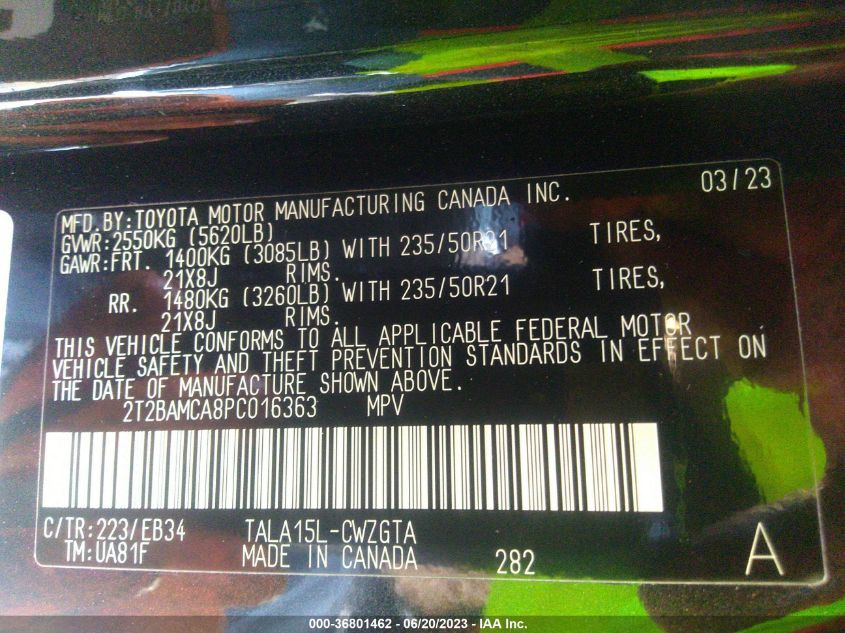 MFD.BY:TOYOTA MOTOR MANUFACTURING CANADA INC. 03/23
GVWR:2550KG (5620LB)
GAWR:FRT. 1400KG (3085LB) WITH 235/50R21 TIRES,
21X8J RIMS.
RR. 1480KG (3260LB) WITH 235/50R21 TIRES,
21X8J RIMS.
THIS VEHICLE CONFORMS TO ALL APPLICABLE FEDERAL MOTOR
VEHICLE SAFETY AND THEFT PREVENTION STANDARDS IN EFFECT ON
THE DATE OF MANUFACTURE SHOWN ABOVE.
2T2BAMCA8PC016363 MPV
C/TR:223/EB34 TALA15L-CWZGTA
TM:UA81F MADE IN CANADA 282 A
000-36801462 - 06/20/2023 - IAA Inc.